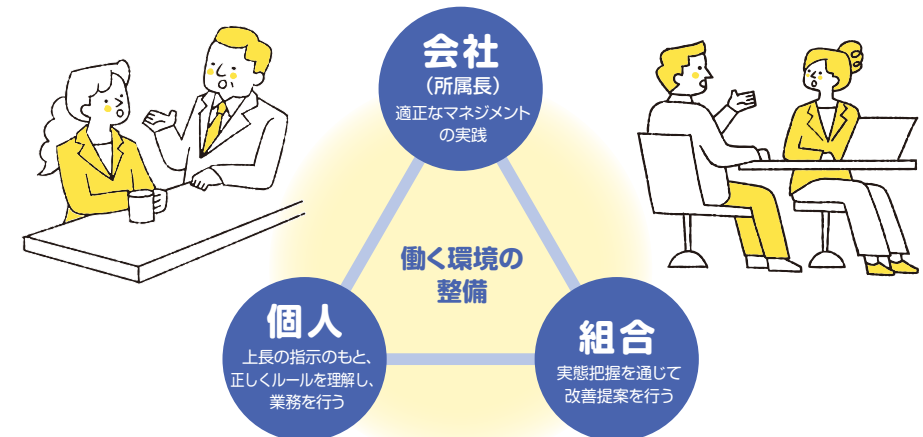 会社
(所属長)
適正なマネジメント
の実践
働く環境の
整備
個人
上長の指示のもと、
正しくルールを理解し、
業務を行う
組合
実態把握を通じて
改善提案を行う